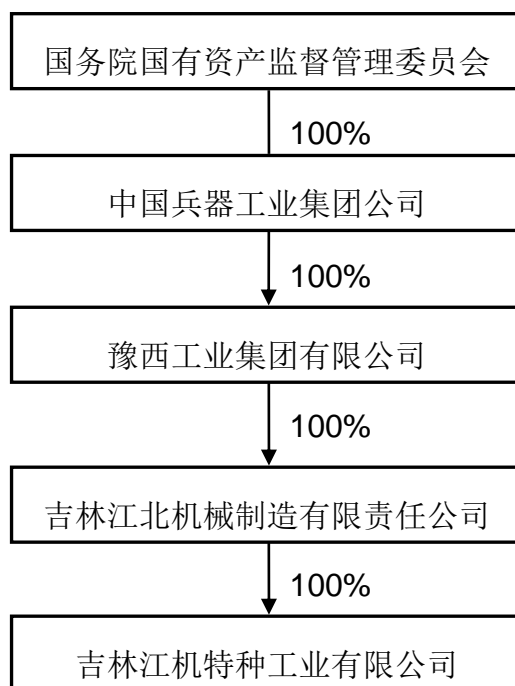 国务院国有资产监督管理委员会
100%
中国兵器工业集团公司
100%
豫西工业集团有限公司
100%
吉林江北机械制造有限责任公司
100%
吉林江机特种工业有限公司